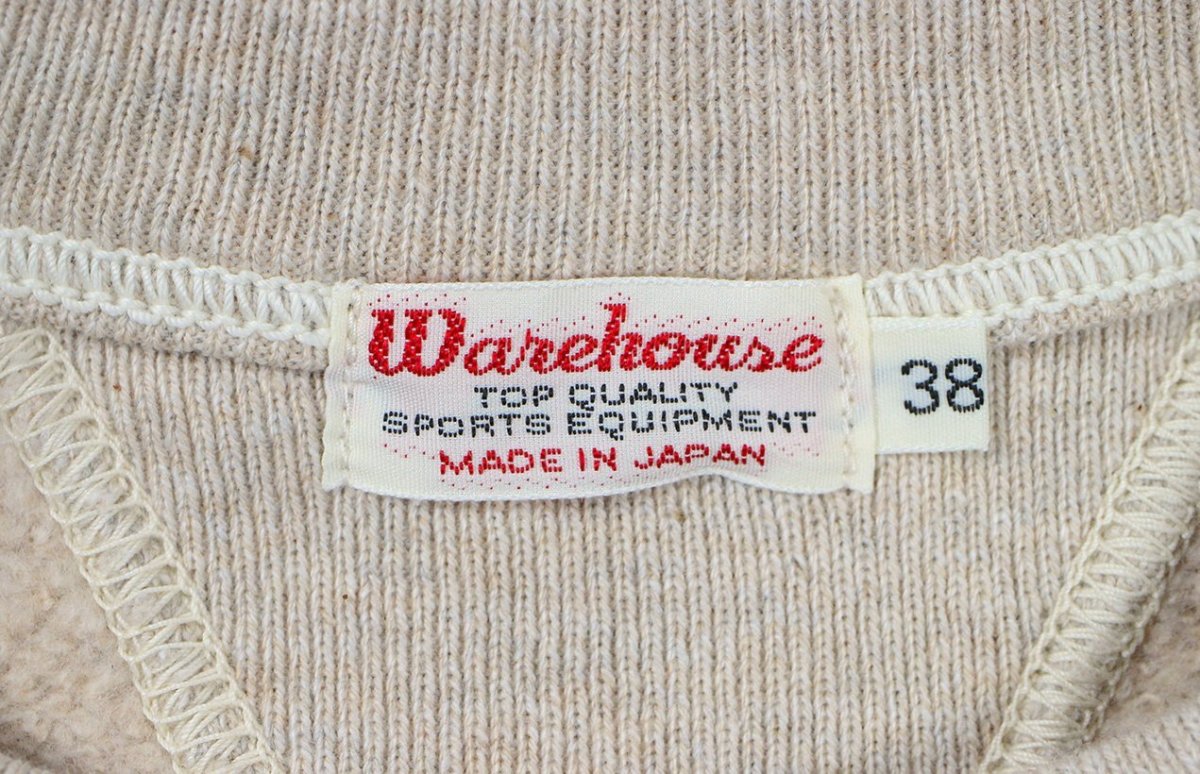 Warehouse
TOP QUALITY
SPORTS EQUIPMENT
MADE IN JAPAN
38